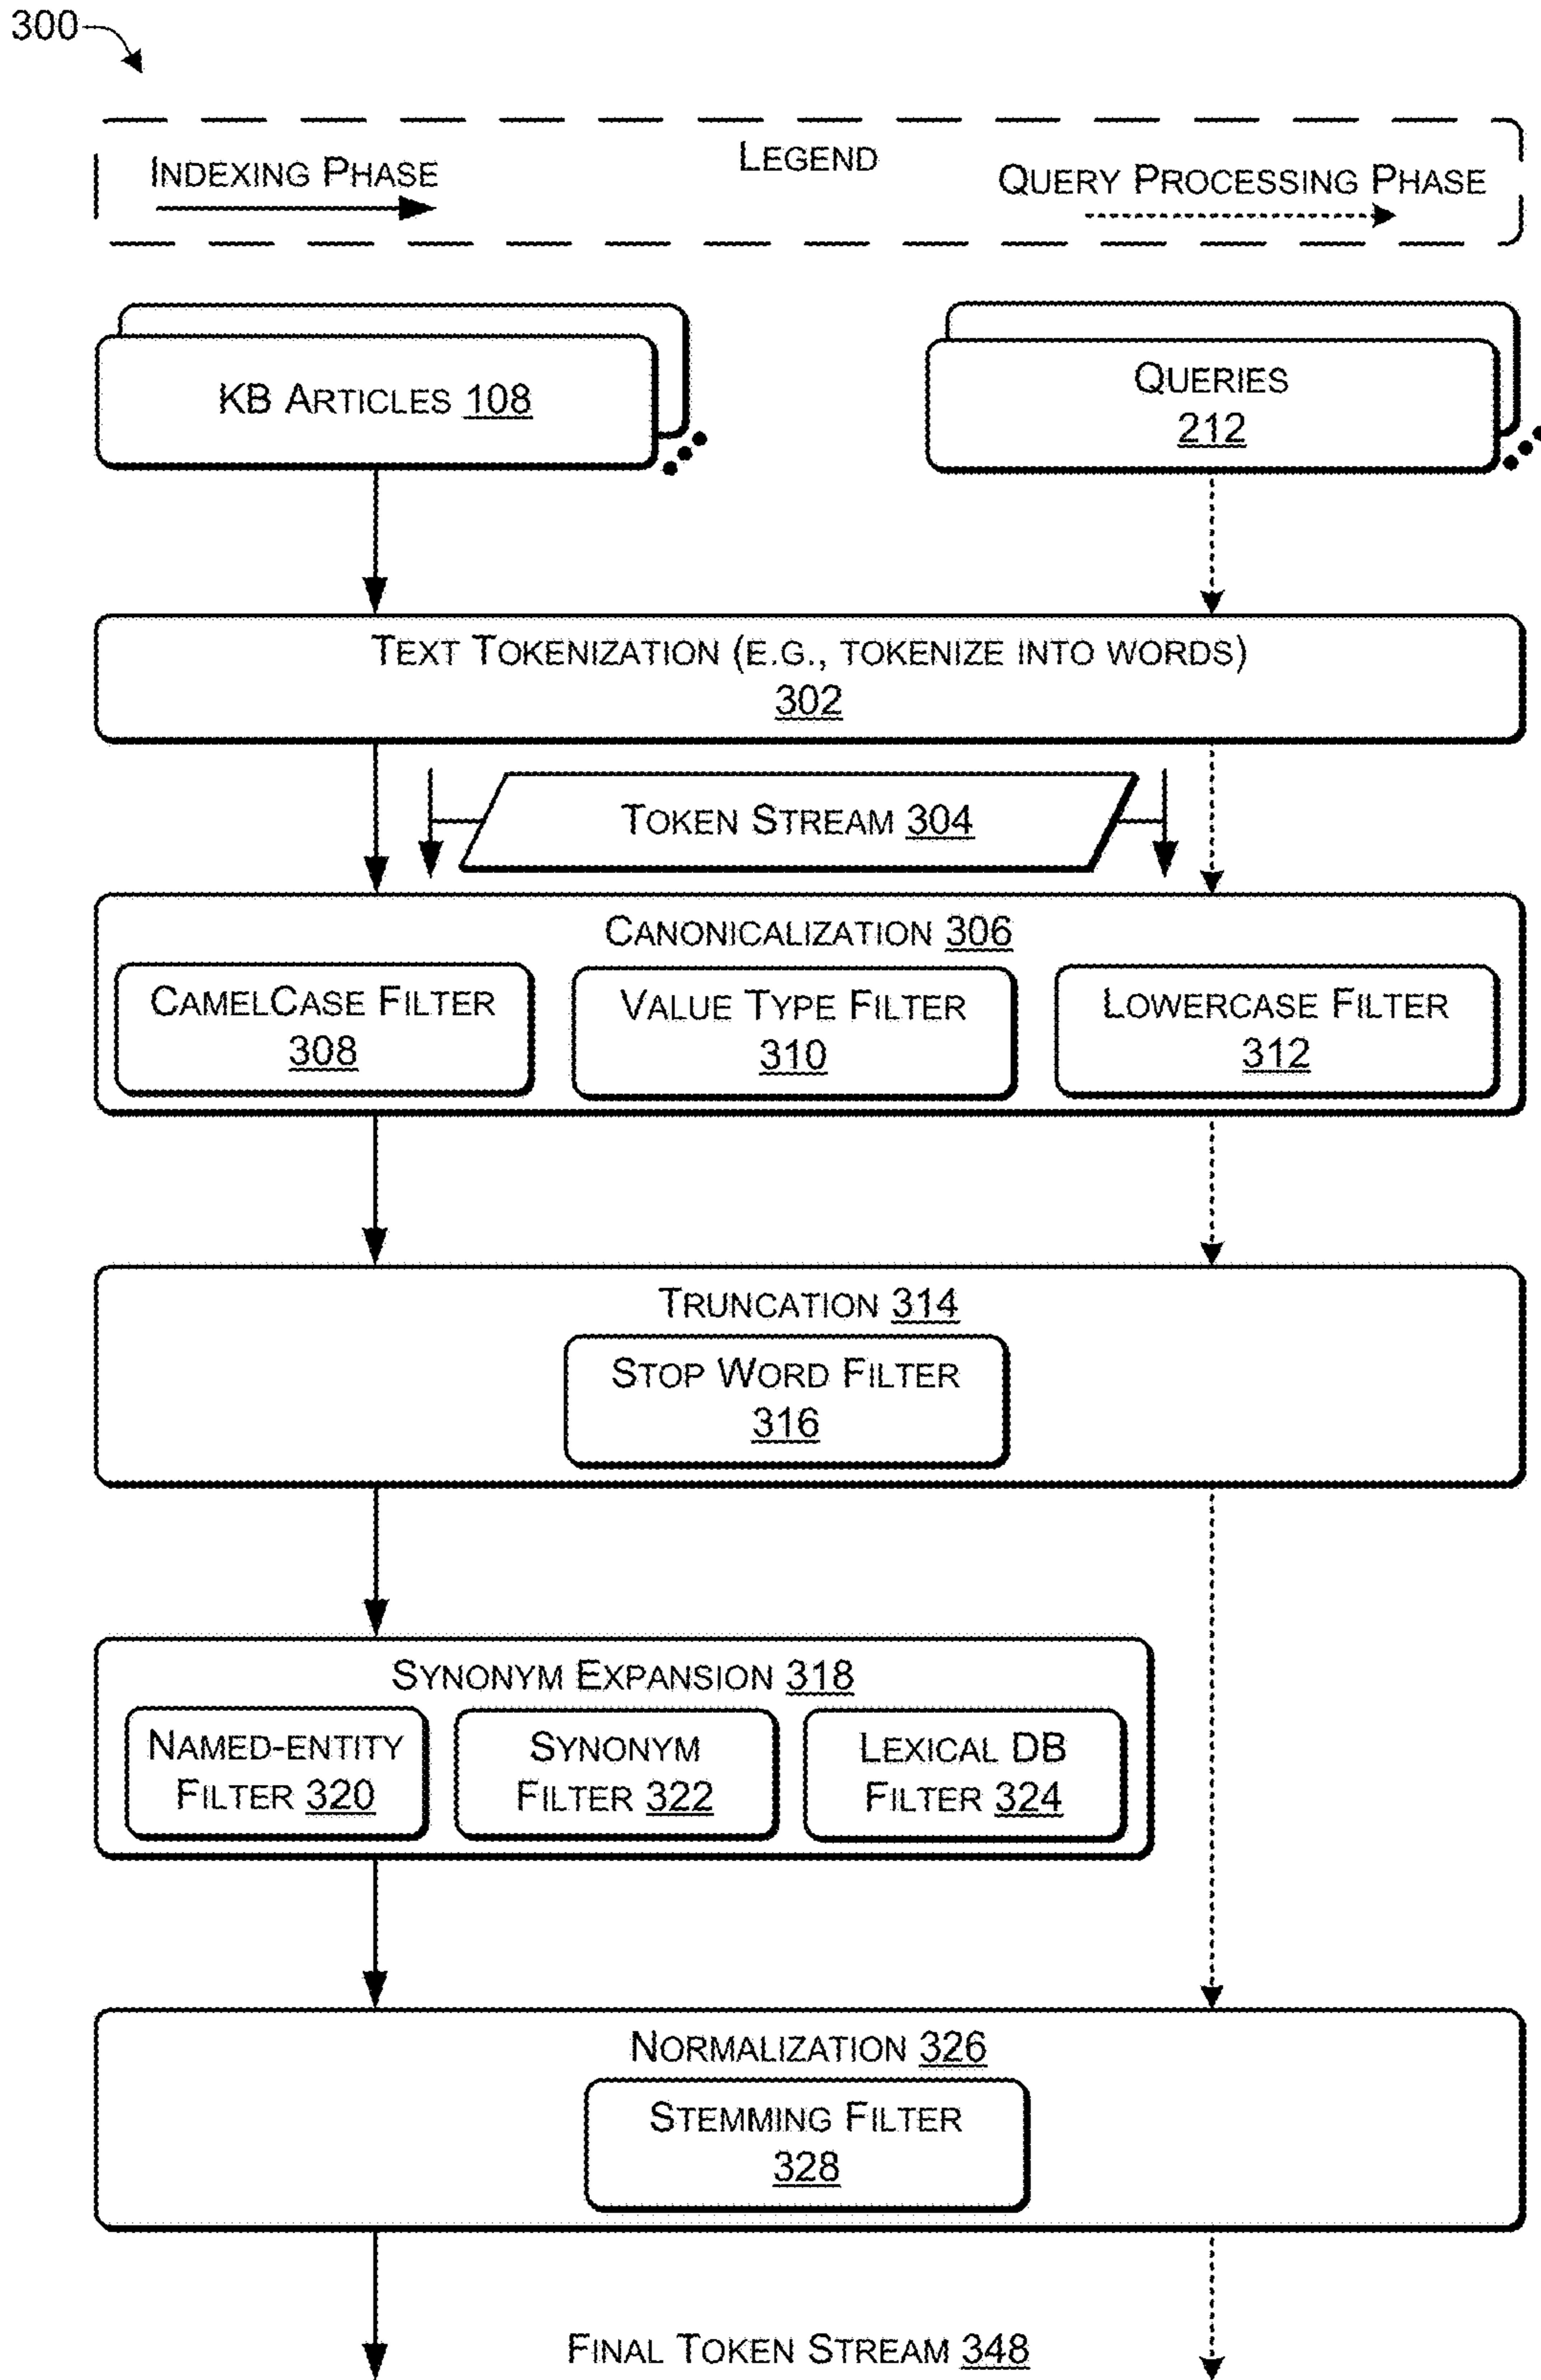 300
LEGEND
INDEXING PHASE
QUERY PROCESSING PHASE
KB ARTICLES 108
QUERIES
212
TEXT TOKENIZATION (E.G., TOKENIZE INTO WORDS)
302
TOKEN STREAM 304
CANONICALIZATION 306
CAMELCASE FILTER
308
VALUE TYPE FILTER
310
LOWERCASE FILTER
312
TRUNCATION 314
STOP WORD FILTER
316
SYNONYM EXPANSION 318
NAMED-ENTITY
FILTER 320
SYNONYM
FILTER 322
LEXICAL DB
FILTER 324
NORMALIZATION 326
STEMMING FILTER
328
FINAL TOKEN STREAM 348